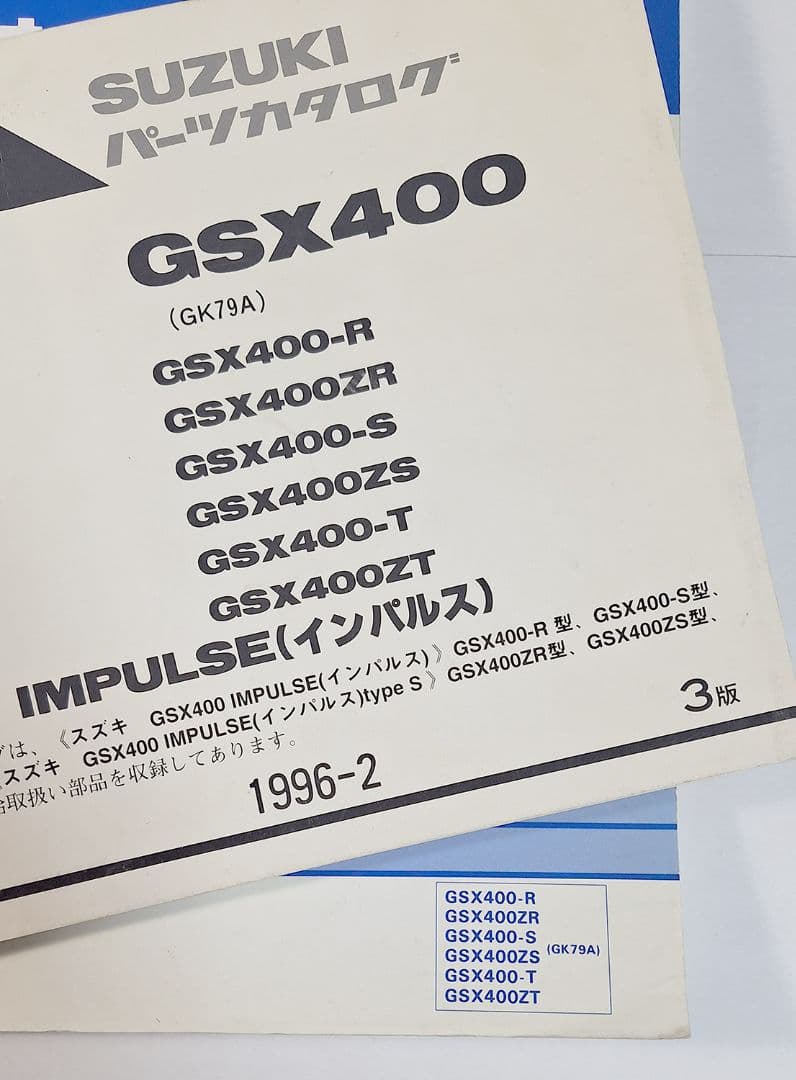 SUZUKI
パーツカタログ
GSX400
(GK79A)
GSX400-R
GSX400ZR
GSX400-S
GSX400ZS
GSX400-T
GSX400ZT
IMPULSE(インパルス)
グは、《スズキ GSX400 IMPULSE(インパルス)》GSX400-R 型、GSX400-S型、
スズキ GSX400 IMPULSE(インパルス)type S》GSX400ZR型、GSX400ZS型、
取扱い部品を収録してあります。
3版
1996-2
GSX400-R
GSX400ZR
GSX400-S
GSX400ZS (GK79A)
GSX400-T
GSX400ZT